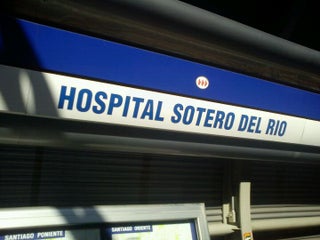 HOSPITAL SOTERO DEL RIO
SANTIAGO PONIENTE
SANTIAGO ORIENTE